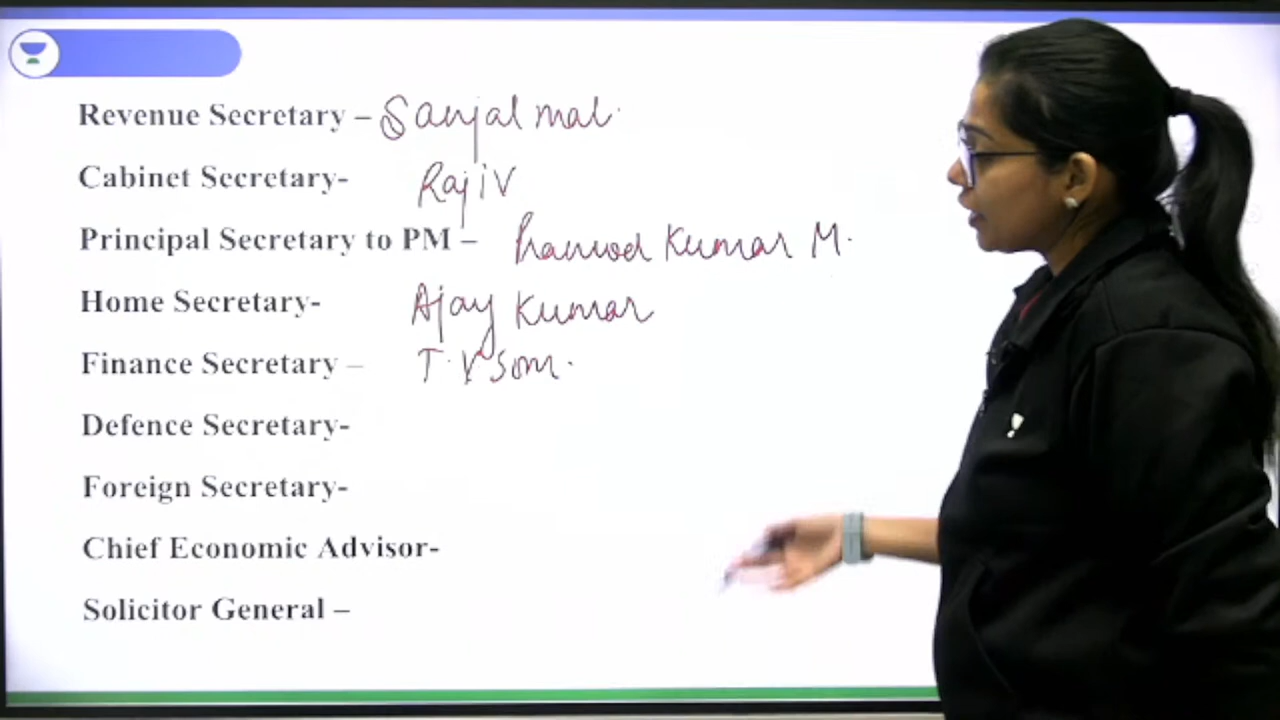 Revenue Secretary – Sanjal mal.
Cabinet Secretary- Rajiv
Principal Secretary to PM – Pramod Kumar M.
Home Secretary- Ajay Kumar
Finance Secretary – T.V Som.
Defence Secretary-
Foreign Secretary-
Chief Economic Advisor-
Solicitor General –